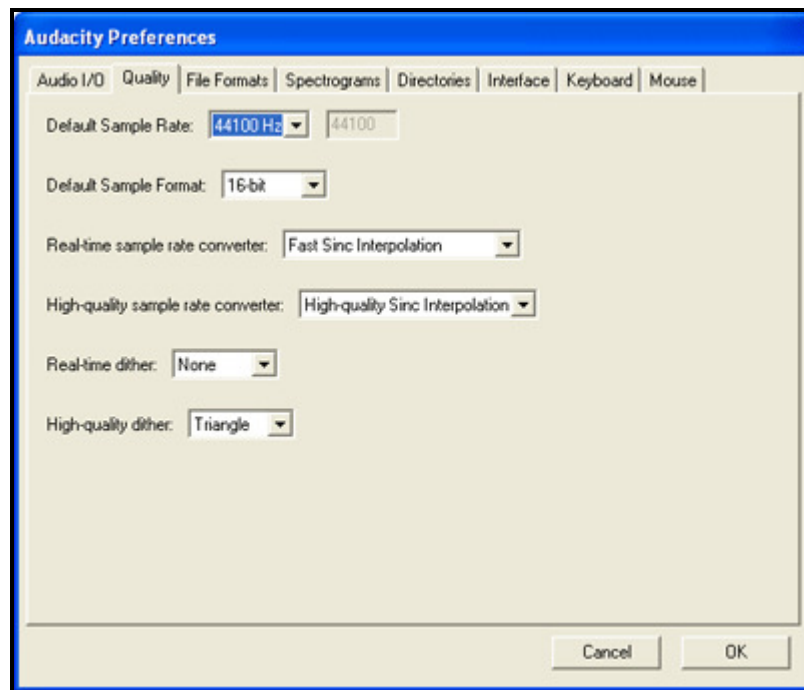 Audacity Preferences
Audio I/O Quality File Formats Spectrograms Directories Interface Keyboard Mouse
Default Sample Rate: 44100 Hz 44100
Default Sample Format: 16-bit
Real-time sample rate converter: Fast Sinc Interpolation
High-quality sample rate converter: High-quality Sinc Interpolation
Real-time dither: None
High-quality dither: Triangle
Cancel OK